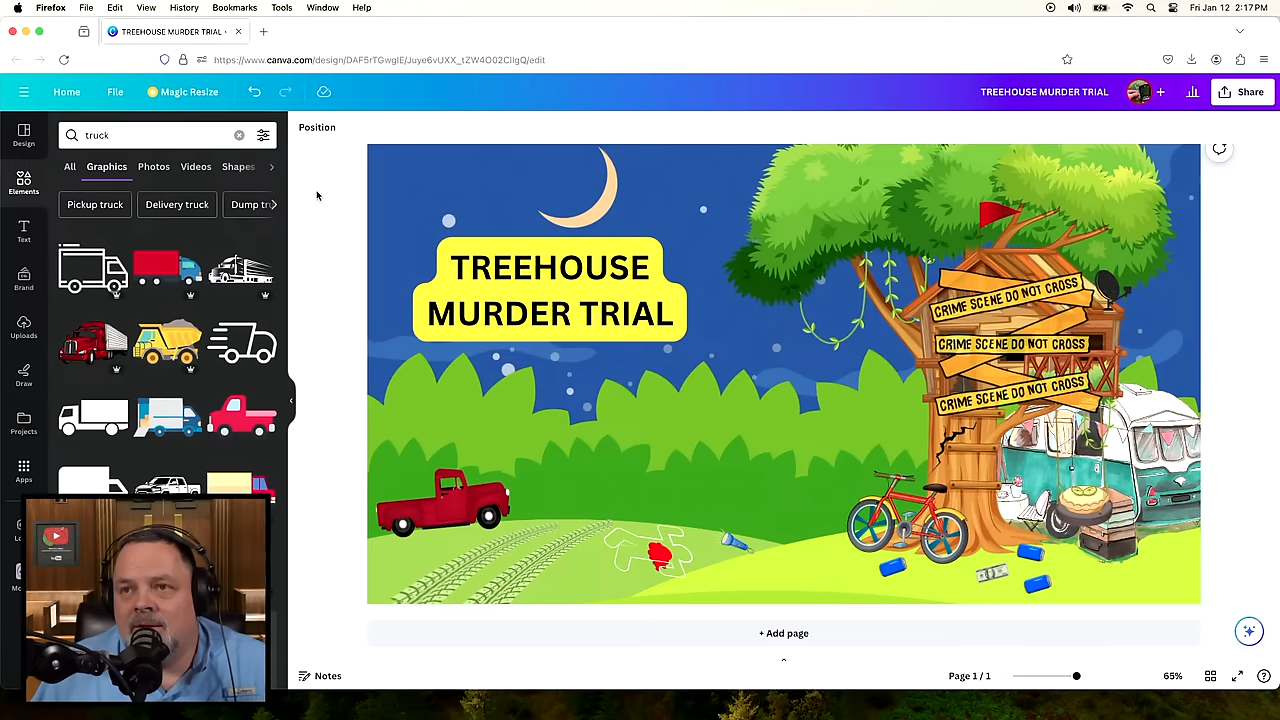 Firefox File Edit View History Bookmarks Tools Window Help
Fri Jan 12 2:17 PM
TREEHOUSE MURDER TRIAL
https://www.canva.com/design/DAF5rTGwgIE/Juye6vUXX_tZW4O02CIlgQ/edit
Home File Magic Resize
TREEHOUSE MURDER TRIAL
Share
Design
Elements
Text
Brand
Uploads
Draw
Projects
Apps
truck
All Graphics Photos Videos Shapes
Pickup truck Delivery truck Dump
Position
TREEHOUSE
MURDER TRIAL
CRIME SCENE DO NOT CROSS
CRIME SCENE DO NOT CROSS
CRIME SCENE DO NOT CROSS
+ Add page
Notes
Page 1 / 1
65%